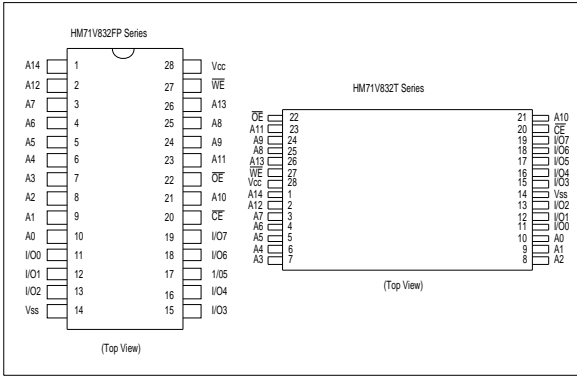 HM71V832FP Series
A14 1 28 Vcc
A12 2 27 WE
A7 3 26 A13
A6 4 25 A8
A5 5 24 A9
A4 6 23 A11
A3 7 22 OE
A2 8 21 A10
A1 9 20 CE
A0 10 19 I/O7
I/O0 11 18 I/O6
I/O1 12 17 1/05
I/O2 13 16 I/O4
Vss 14 15 I/O3
(Top View)
HM71V832T Series
OE 22 21 A10
A11 23 20 CE
A9 24 19 I/O7
A8 25 18 I/O6
A13 26 17 I/O5
WE 27 16 I/O4
Vcc 28 15 I/O3
A14 1 14 Vss
A12 2 13 I/O2
A7 3 12 I/O1
A6 4 11 I/O0
A5 5 10 A0
A4 6 9 A1
A3 7 8 A2
(Top View)